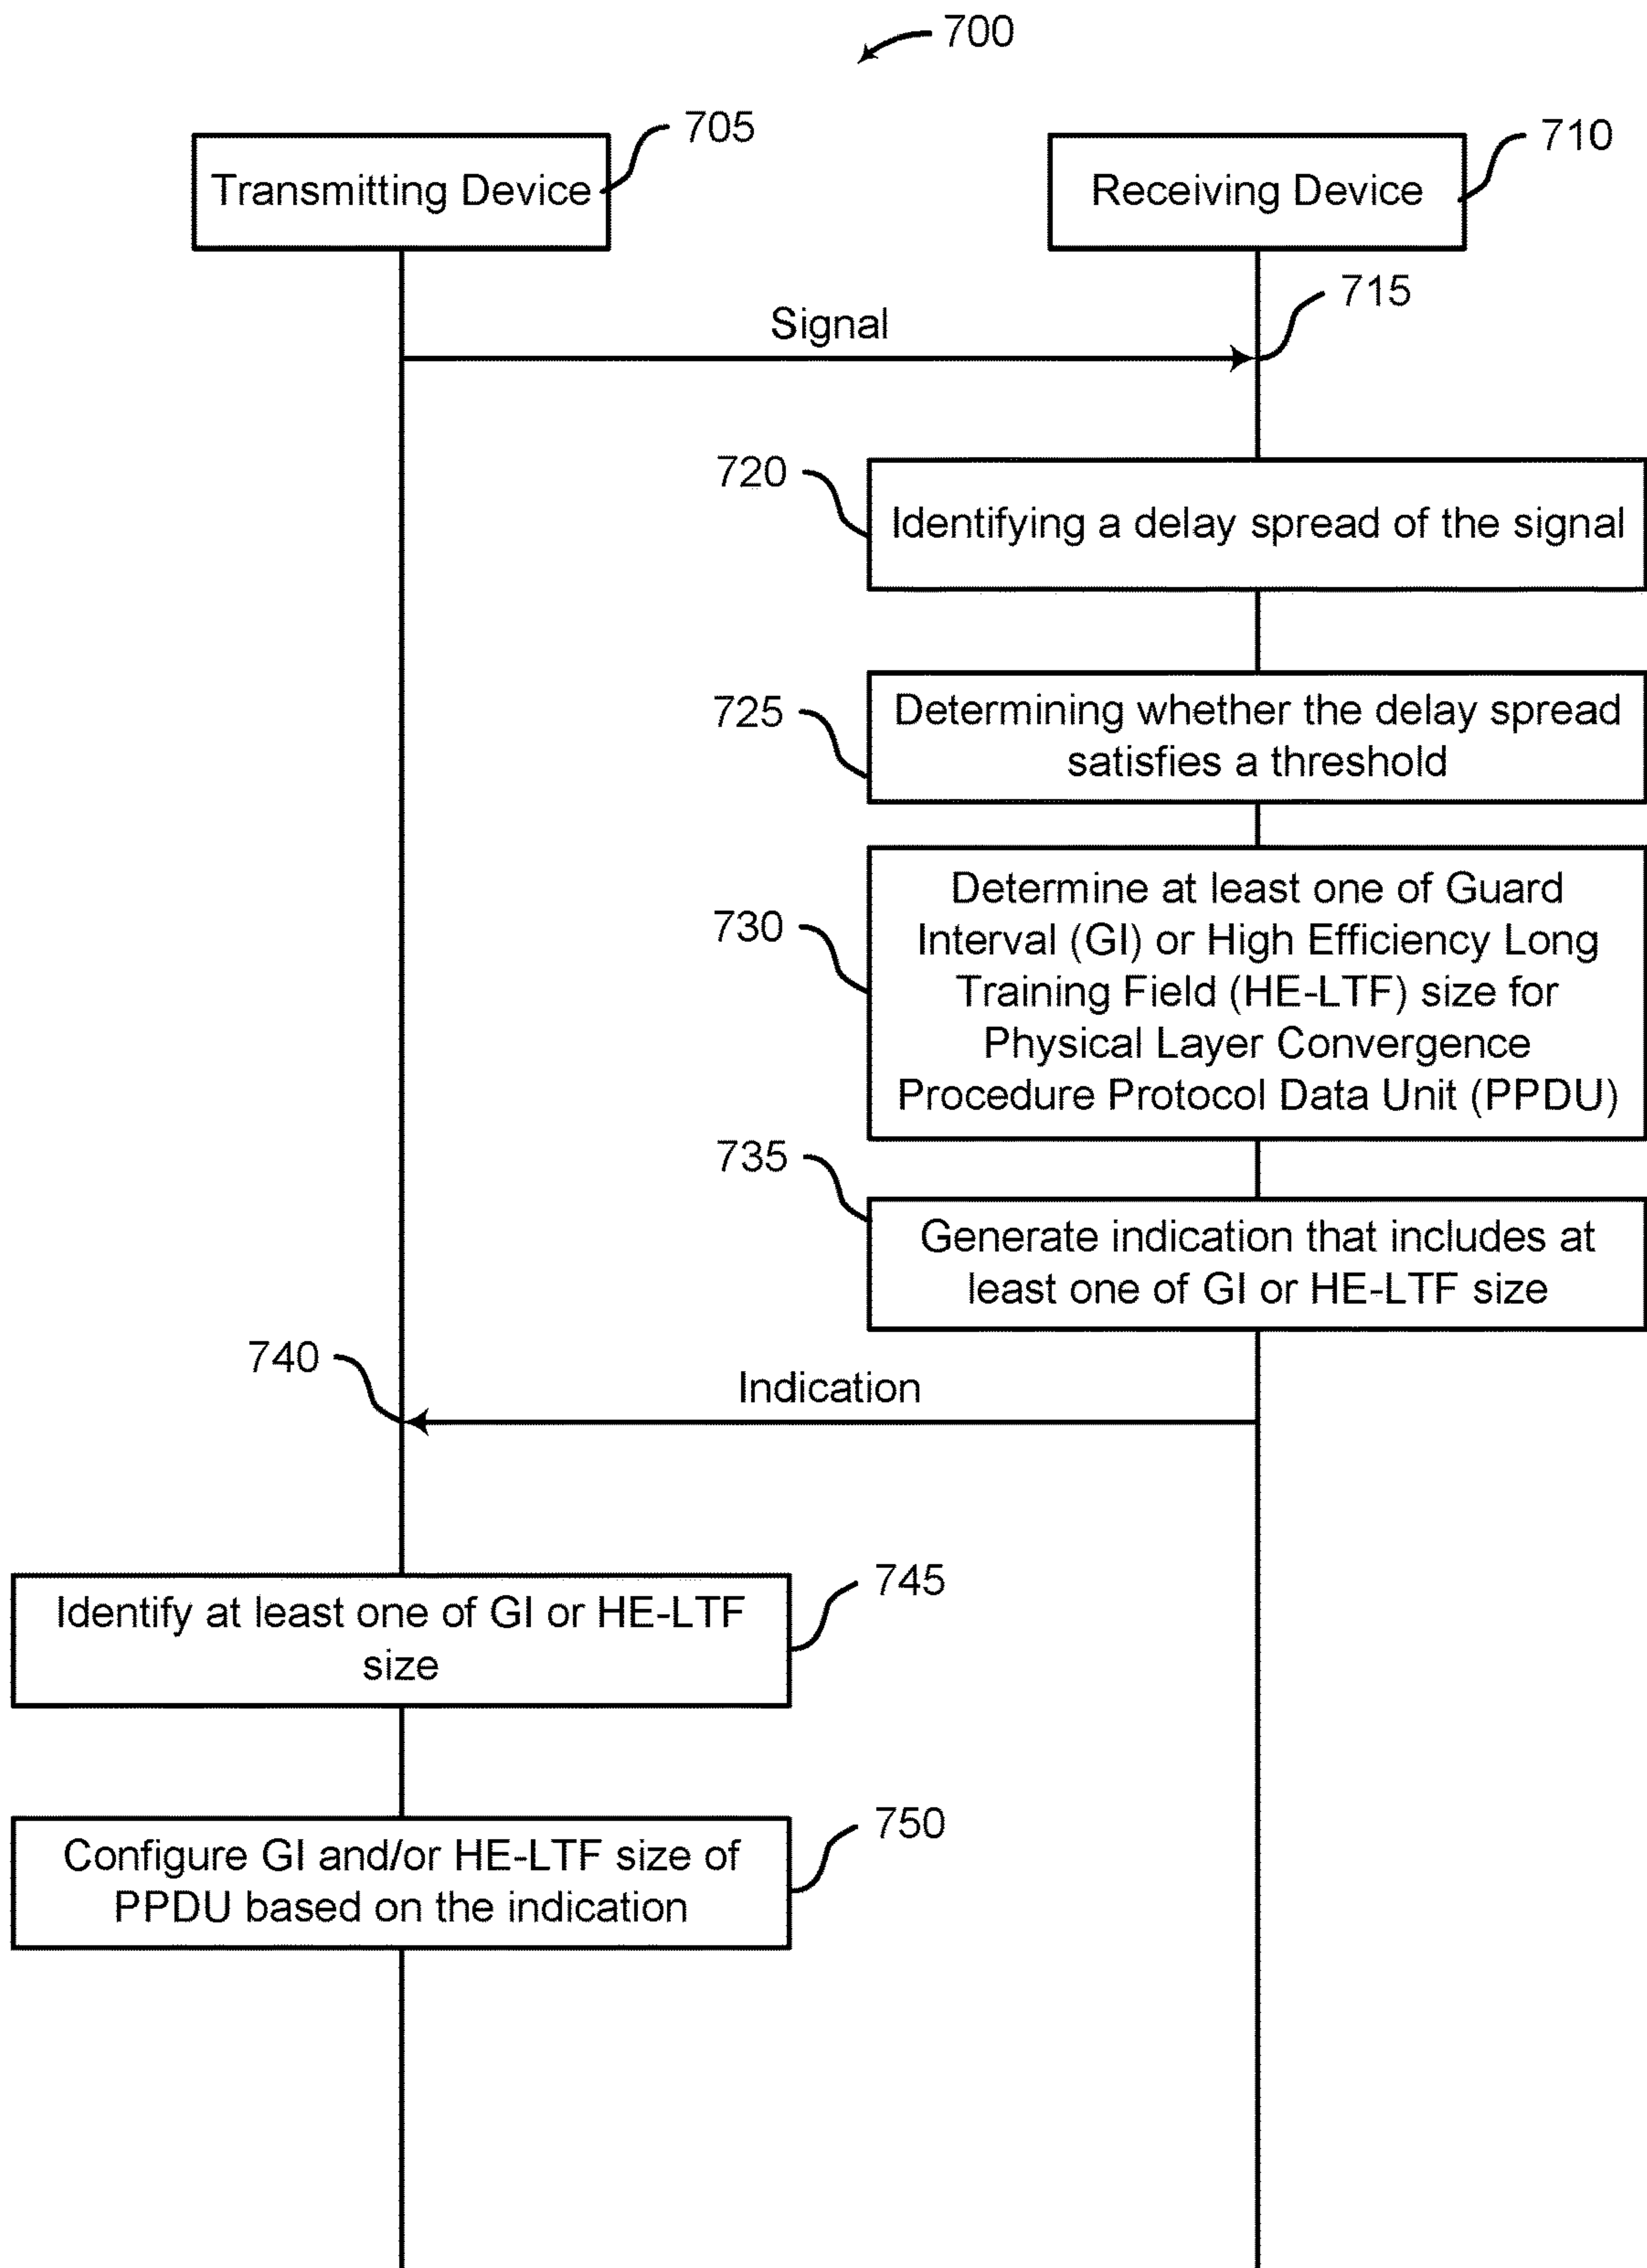 700
705
710
Transmitting Device
Receiving Device
715
Signal
720
Identifying a delay spread of the signal
725
Determining whether the delay spread
satisfies a threshold
730
Determine at least one of Guard
Interval (GI) or High Efficiency Long
Training Field (HE-LTF) size for
Physical Layer Convergence
Procedure Protocol Data Unit (PPDU)
735
Generate indication that includes at
least one of GI or HE-LTF size
740
Indication
745
Identify at least one of GI or HE-LTF
size
750
Configure GI and/or HE-LTF size of
PPDU based on the indication